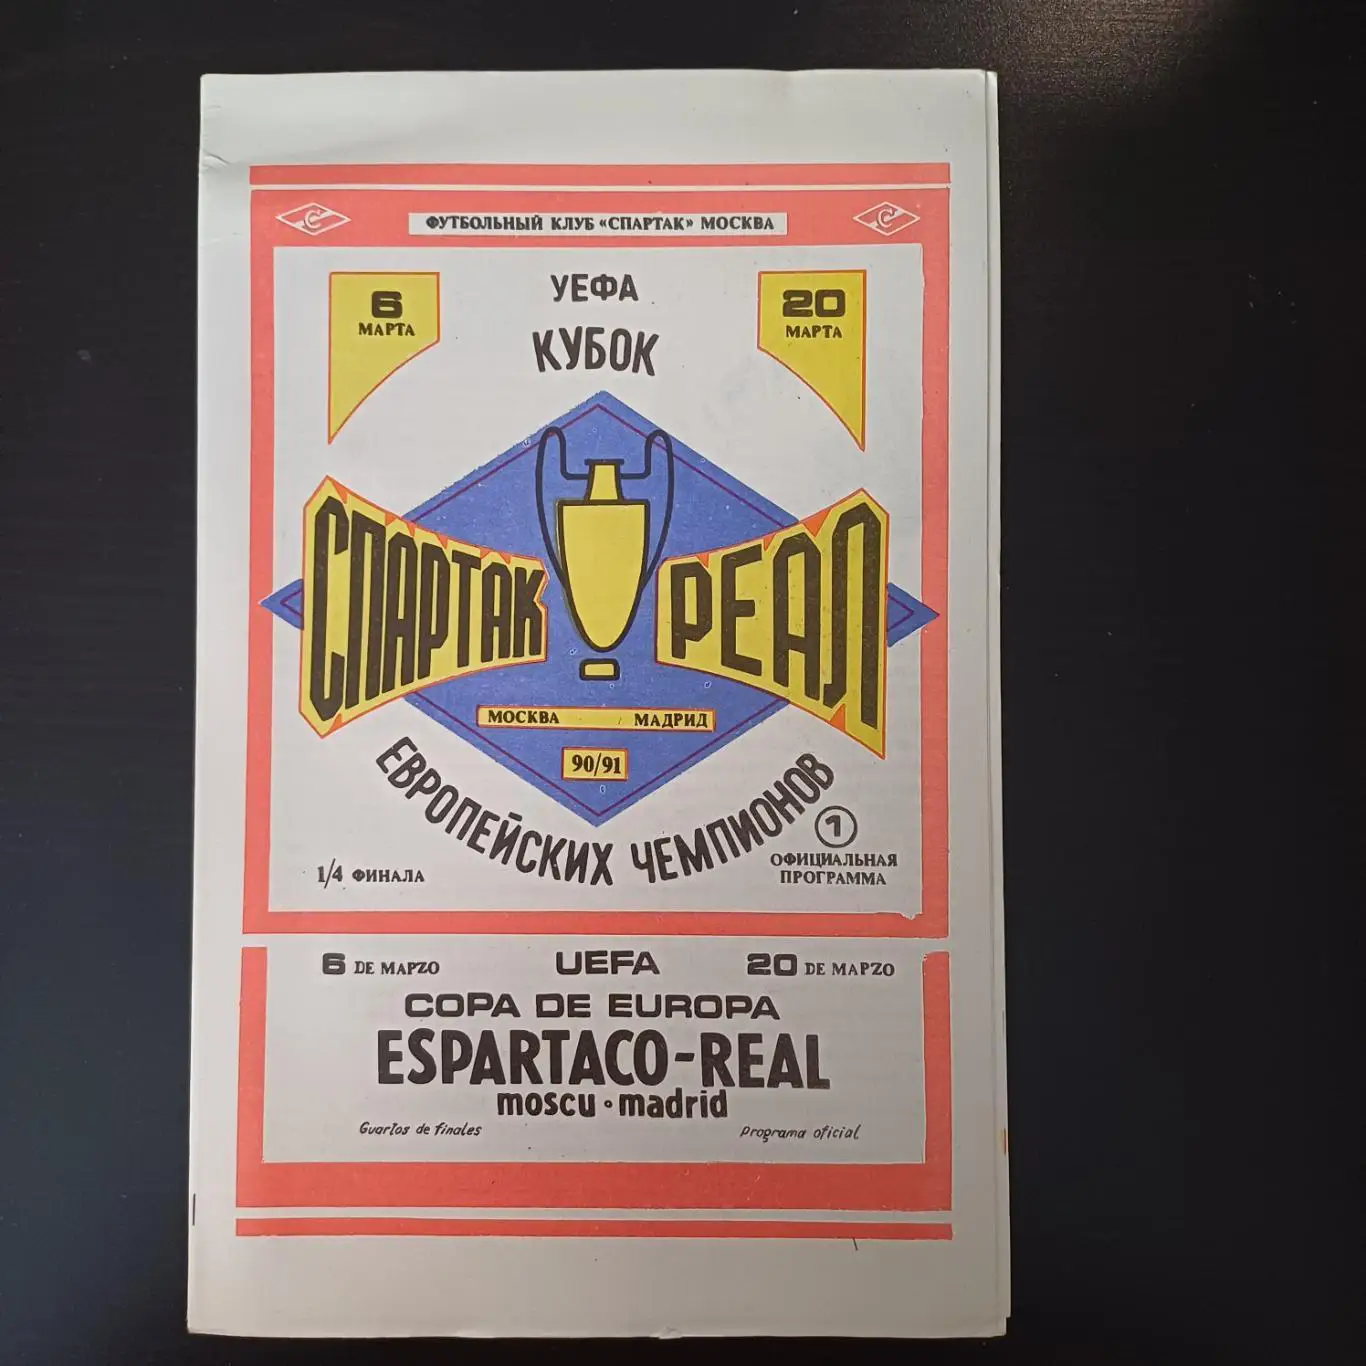 ФУТБОЛЬНЫЙ КЛУБ «СПАРТАК» МОСКВА
6 МАРТА
УЕФА
20 МАРТА
КУБОК
СПАРТАК РЕАЛ
МОСКВА МАДРИД
90/91
ЕВРОПЕЙСКИХ ЧЕМПИОНОВ
1/4 ФИНАЛА
7
ОФИЦИАЛЬНАЯ
ПРОГРАММА
6 DE MAPZO UEFA 20 DE MAPZO
COPA DE EUROPA
ESPARTACO-REAL
moscu • madrid
Guartos de finales Programa oficial